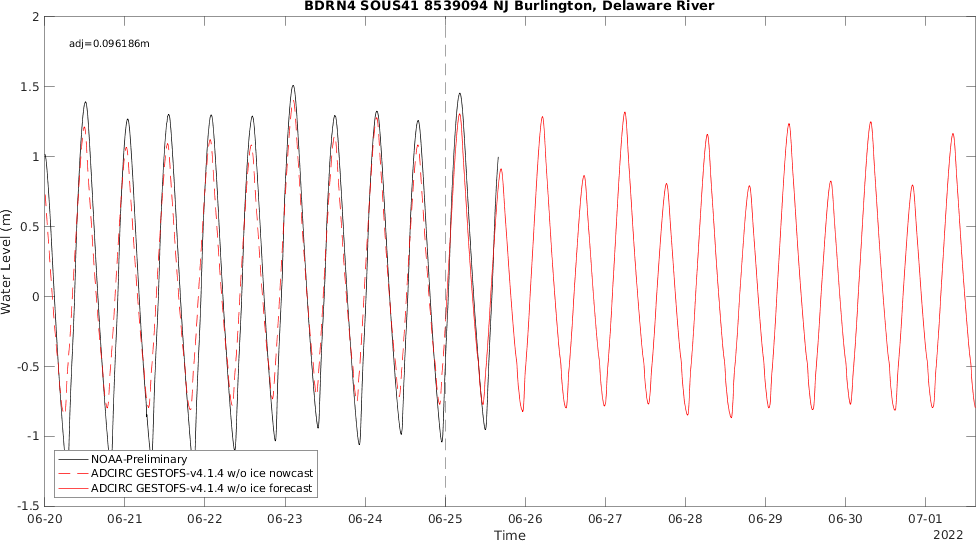 BDRN4 SOUS41 8539094 NJ Burlington, Delaware River
adj=0.096186m
2
1.5
1
0.5
0
-0.5
-1
-1.5
Water Level (m)
NOAA-Preliminary
ADCIRC GESTOFS-v4.1.4 w/o ice nowcast
ADCIRC GESTOFS-v4.1.4 w/o ice forecast
06-20 06-21 06-22 06-23 06-24 06-25 06-26 06-27 06-28 06-29 06-30 07-01
Time
2022